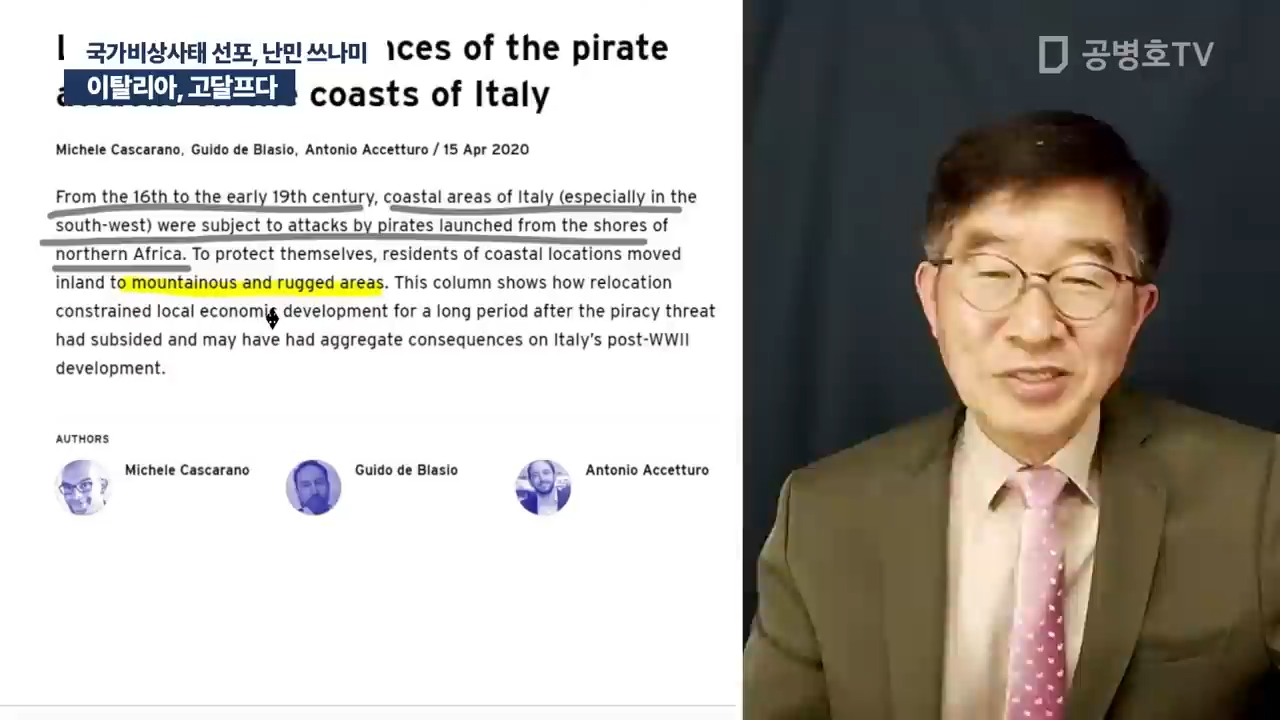 국가비상사태 선포, 난민 쓰나미
이탈리아, 고달프다
공병호TV
of the pirate
coasts of Italy
Michele Cascarano, Guido de Blasio, Antonio Accetturo / 15 Apr 2020
From the 16th to the early 19th century, coastal areas of Italy (especially in the
south-west) were subject to attacks by pirates launched from the shores of
northern Africa. To protect themselves, residents of coastal locations moved
inland to mountainous and rugged areas. This column shows how relocation
constrained local economic development for a long period after the piracy threat
had subsided and may have had aggregate consequences on Italy's post-WWII
development.
AUTHORS
Michele Cascarano
Guido de Blasio
Antonio Accetturo